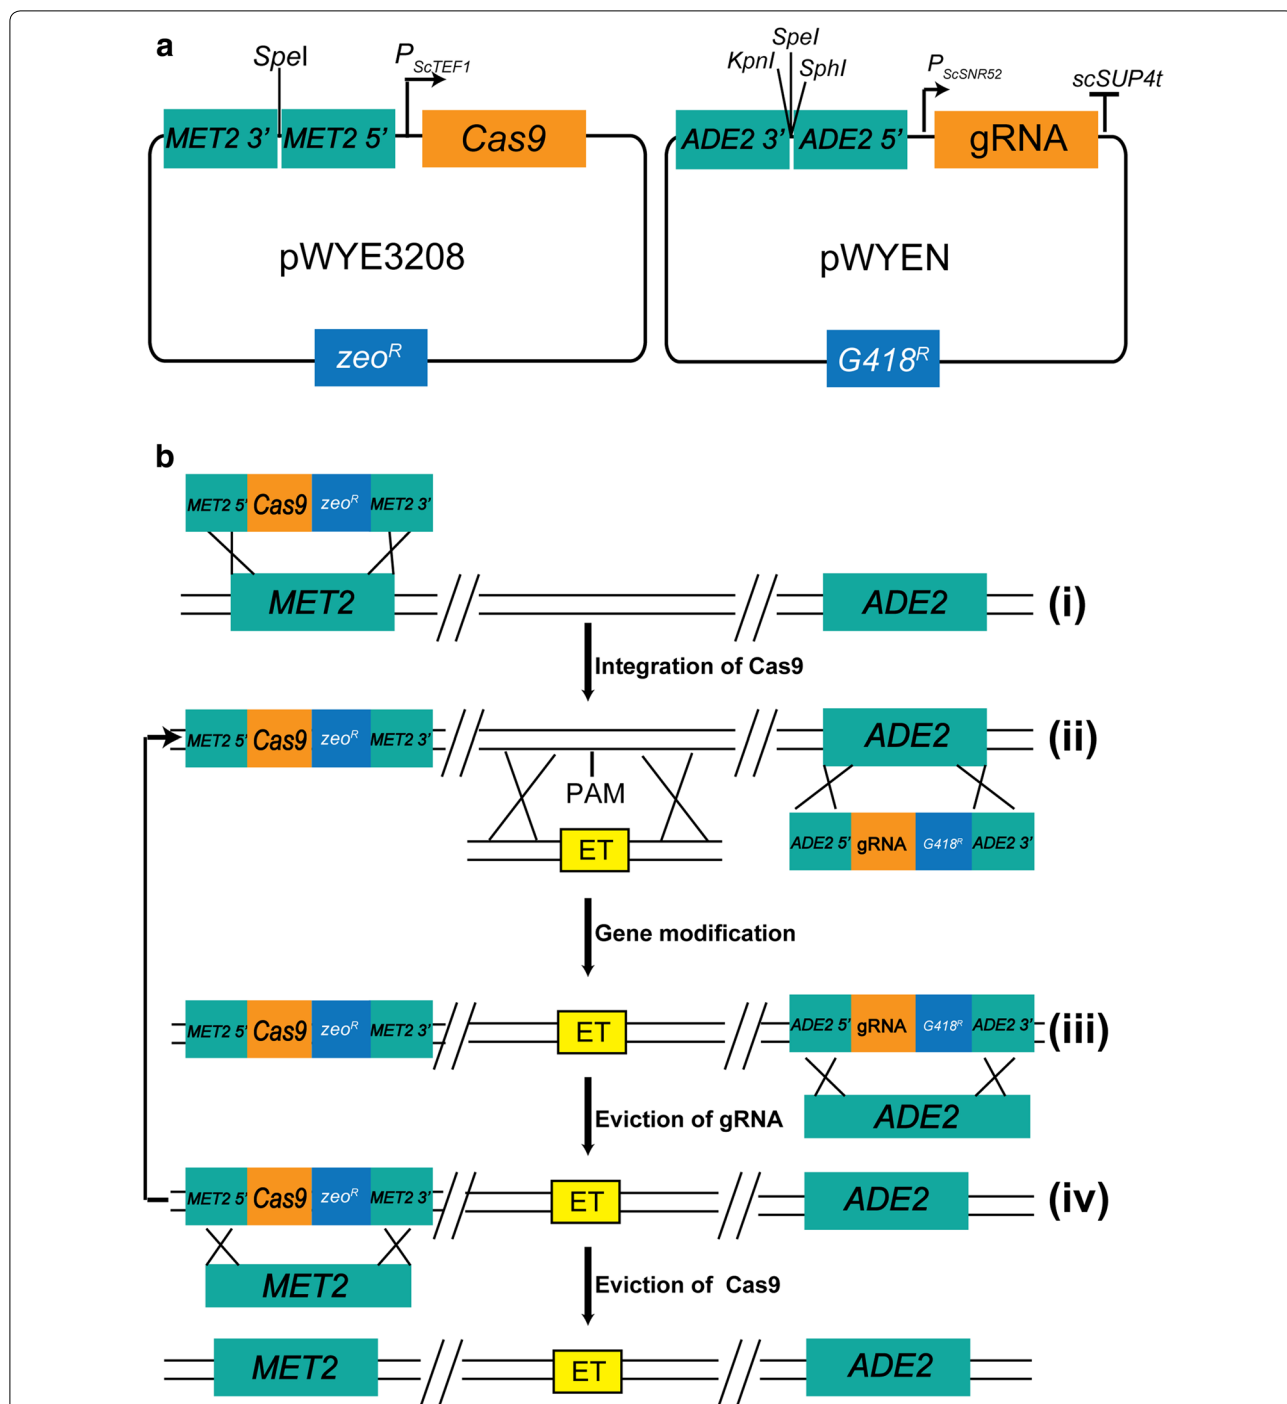 a
SpeI
P ScTEF1
MET2 3’ MET2 5’ Cas9
pWYE3208
zeoR
KpnI SpeI SphI
P ScSNR52
scSUP4t
ADE2 3’ ADE2 5’ gRNA
pWYEN
G418R
b
MET2 5’ Cas9 zeoR MET2 3’
MET2 ADE2 (i)
Integration of Cas9
MET2 5’ Cas9 zeoR MET2 3’ ADE2 (ii)
PAM
ET
ADE2 5’ gRNA G418R ADE2 3’
Gene modification
MET2 5’ Cas9 zeoR MET2 3’ ET ADE2 5’ gRNA G418R ADE2 3’ (iii)
Eviction of gRNA
ADE2
MET2 5’ Cas9 zeoR MET2 3’ ET ADE2 (iv)
MET2
Eviction of Cas9
MET2 ET ADE2